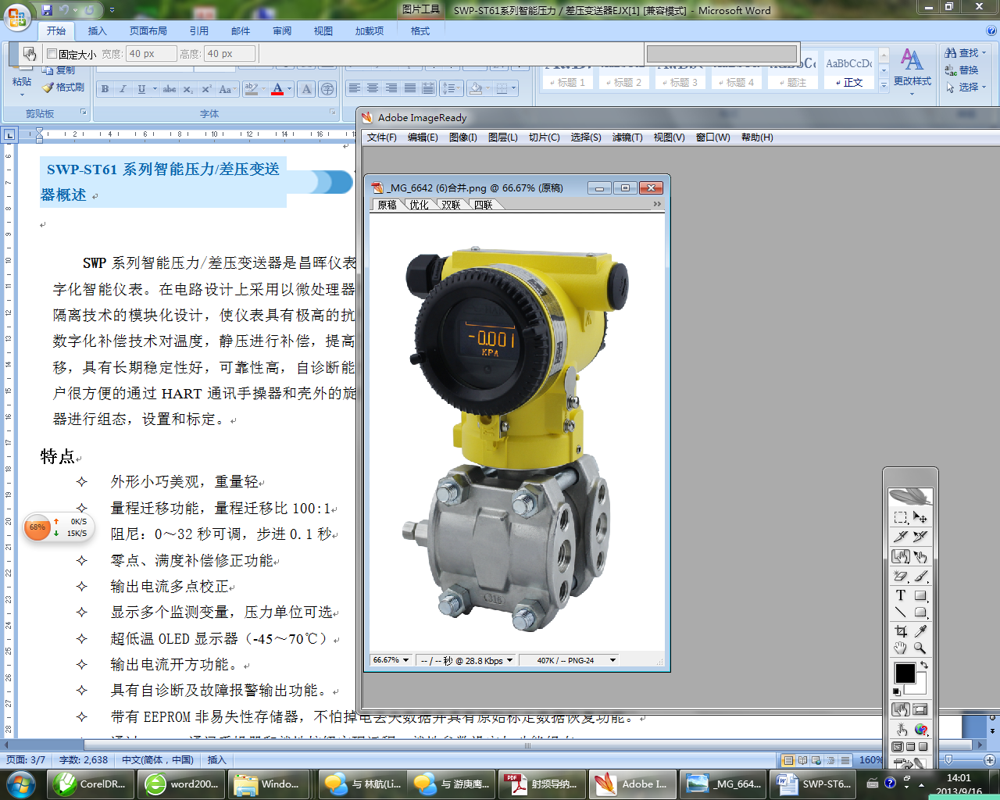 图片工具
SWP-ST61系列智能压力 / 差压变送器EJX[1] [兼容模式] - Microsoft Word
开始 插入 页面布局 引用 邮件 审阅 视图 加载项 格式
固定大小 宽度: 40 px 高度: 40 px
粘贴
复制
格式刷
剪贴板
字体
标题 1 标题 2 标题 3 标题 4 题注
AaBbCcDc
正文
更改样式
查找
替换
选择
Adobe ImageReady
文件(F) 编辑(E) 图像(I) 图层(L) 切片(C) 选择(S) 滤镜(T) 视图(V) 窗口(W) 帮助(H)
_MG_6642 (6)合并.png @ 66.67% (原稿)
原稿 优化 双联 四联
-0.001
KPA
316
66.67%
-- / -- 秒 @ 28.8 Kbps
407K / -- PNG-24
SWP-ST61 系列智能压力/差压变送
器概述
SWP 系列智能压力/差压变送器是昌晖仪表
字化智能仪表。在电路设计上采用以微处理器
隔离技术的模块化设计，使仪表具有极高的抗
数字化补偿技术对温度，静压进行补偿，提高
移，具有长期稳定性好，可靠性高，自诊断能
户很方便的通过 HART 通讯手操器和壳外的旋
器进行组态，设置和标定。
特点
外形小巧美观，重量轻
量程迁移功能，量程迁移比 100:1
阻尼：0～32 秒可调，步进 0.1 秒
零点、满度补偿修正功能
输出电流多点校正
显示多个监测变量，压力单位可选
超低温 OLED 显示器（-45～70℃）
输出电流开方功能。
具有自诊断及故障报警输出功能。
带有 EEPROM 非易失性存储器，不怕掉电丢失数据并具有原始标定数据恢复功能。
68%
0K/S
15K/S
页面: 3/7 字数: 2,638 中文(简体，中国) 插入
160%
CorelDR...
word200...
Windo...
与 林航(Li...
与 游庚鹰...
射频导纳...
Adobe I...
_MG_664...
SWP-ST6...
14:01
2013/9/16